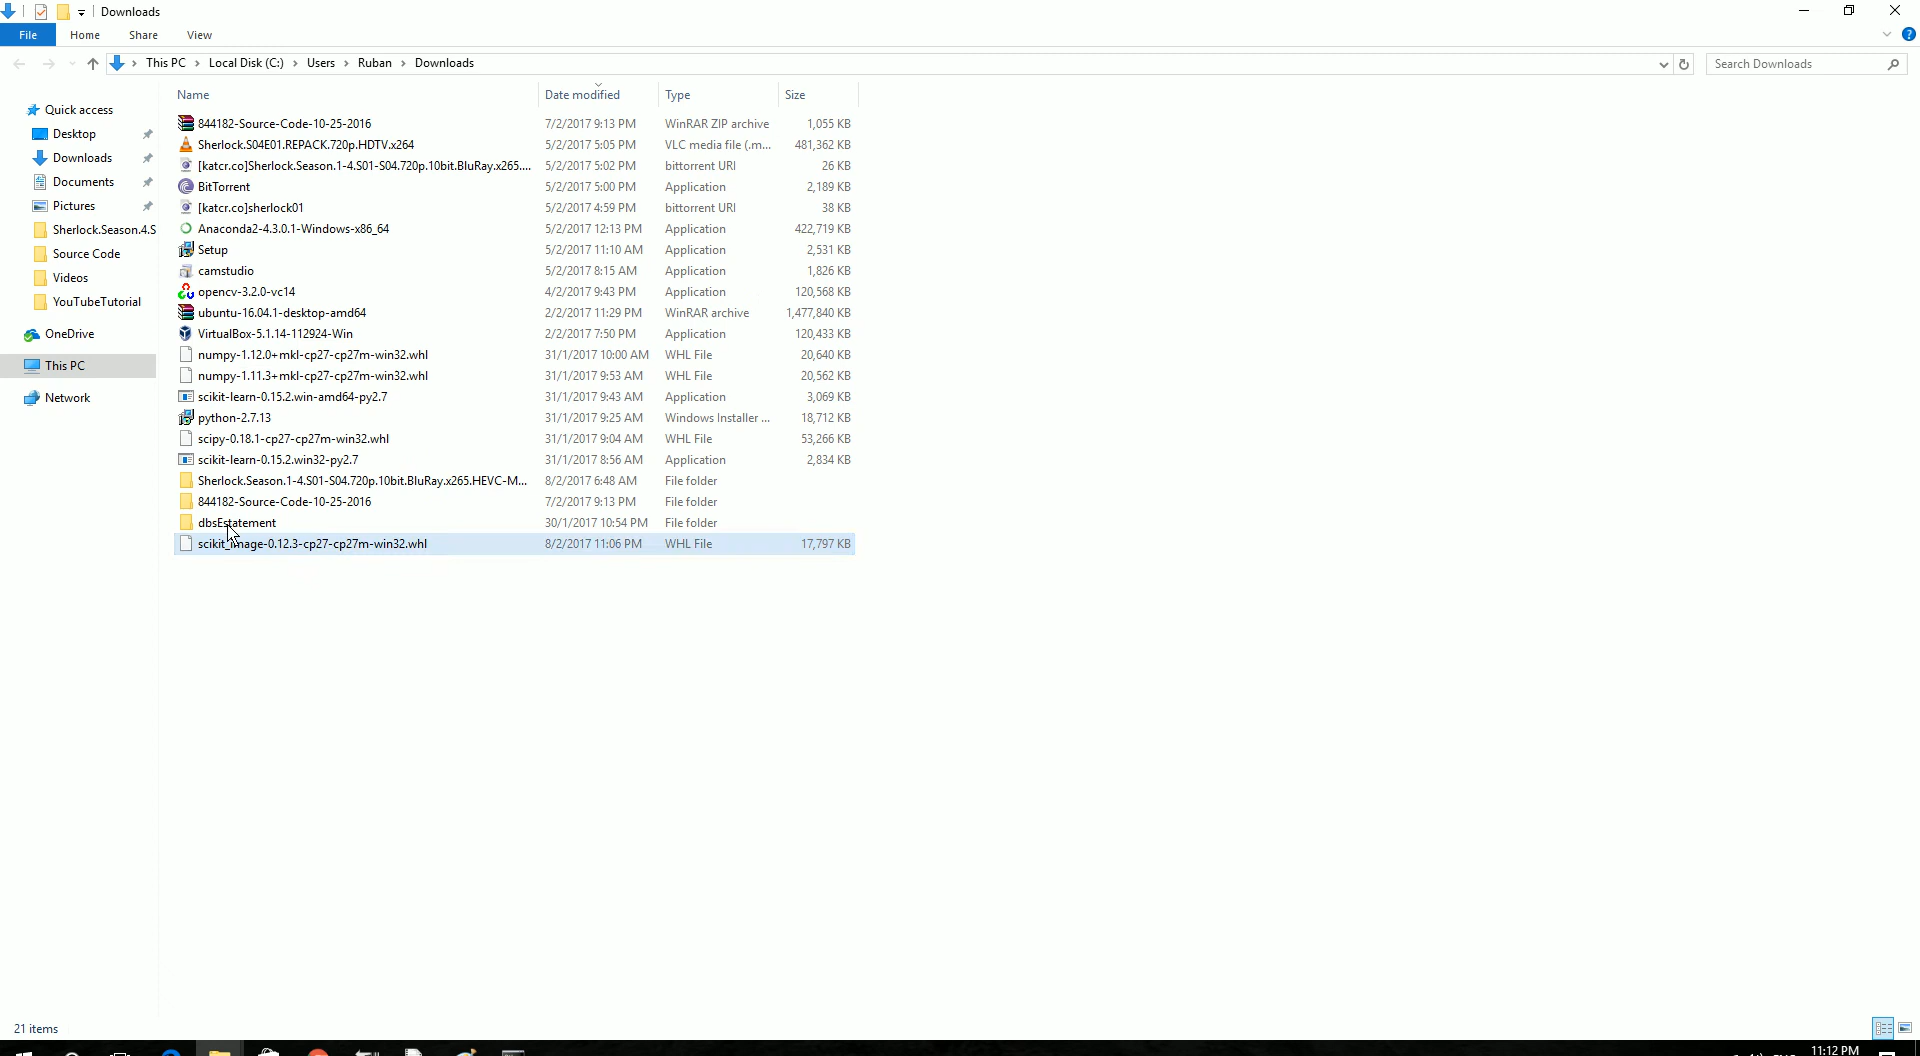 Downloads
File Home Share View
This PC Local Disk (C:) Users Ruban Downloads Search Downloads
Name Date modified Type Size
Quick access
Desktop
Downloads
Documents
Pictures
Sherlock.Season.4.S
Source Code
Videos
YouTubeTutorial
OneDrive
This PC
Network
844182-Source-Code-10-25-2016 7/2/2017 9:13 PM WinRAR ZIP archive 1,055 KB
Sherlock.S04E01.REPACK.720p.HDTV.x264 5/2/2017 5:05 PM VLC media file (.m... 481,362 KB
[katcr.co]Sherlock.Season.1-4.S01-S04.720p.10bit.BluRay.x265.... 5/2/2017 5:02 PM bittorrent URI 26 KB
BitTorrent 5/2/2017 5:00 PM Application 2,189 KB
[katcr.co]sherlock01 5/2/2017 4:59 PM bittorrent URI 38 KB
Anaconda2-4.3.0.1-Windows-x86_64 5/2/2017 12:13 PM Application 422,719 KB
Setup 5/2/2017 11:10 AM Application 2,531 KB
camstudio 5/2/2017 8:15 AM Application 1,826 KB
opencv-3.2.0-vc14 4/2/2017 9:43 PM Application 120,568 KB
ubuntu-16.04.1-desktop-amd64 2/2/2017 11:29 PM WinRAR archive 1,477,840 KB
VirtualBox-5.1.14-112924-Win 2/2/2017 7:50 PM Application 120,433 KB
numpy-1.12.0+mkl-cp27-cp27m-win32.whl 31/1/2017 10:00 AM WHL File 20,640 KB
numpy-1.11.3+mkl-cp27-cp27m-win32.whl 31/1/2017 9:53 AM WHL File 20,562 KB
scikit-learn-0.15.2.win-amd64-py2.7 31/1/2017 9:43 AM Application 3,069 KB
python-2.7.13 31/1/2017 9:25 AM Windows Installer ... 18,712 KB
scipy-0.18.1-cp27-cp27m-win32.whl 31/1/2017 9:04 AM WHL File 53,266 KB
scikit-learn-0.15.2.win32-py2.7 31/1/2017 8:56 AM Application 2,834 KB
Sherlock.Season.1-4.S01-S04.720p.10bit.BluRay.x265.HEVC-M... 8/2/2017 6:48 AM File folder
844182-Source-Code-10-25-2016 7/2/2017 9:13 PM File folder
dbsEstatement 30/1/2017 10:54 PM File folder
scikit_image-0.12.3-cp27-cp27m-win32.whl 8/2/2017 11:06 PM WHL File 17,797 KB
21 items
11:12 PM